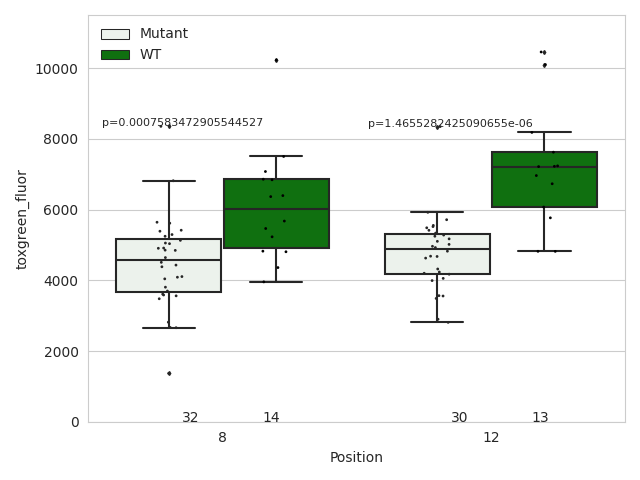 Mutant
WT
10000
8000
6000
4000
2000
0
toxgreen_fluor
p=0.0007583472905544527
p=1.4655282425090655e-06
32
14
30
13
8
12
Position